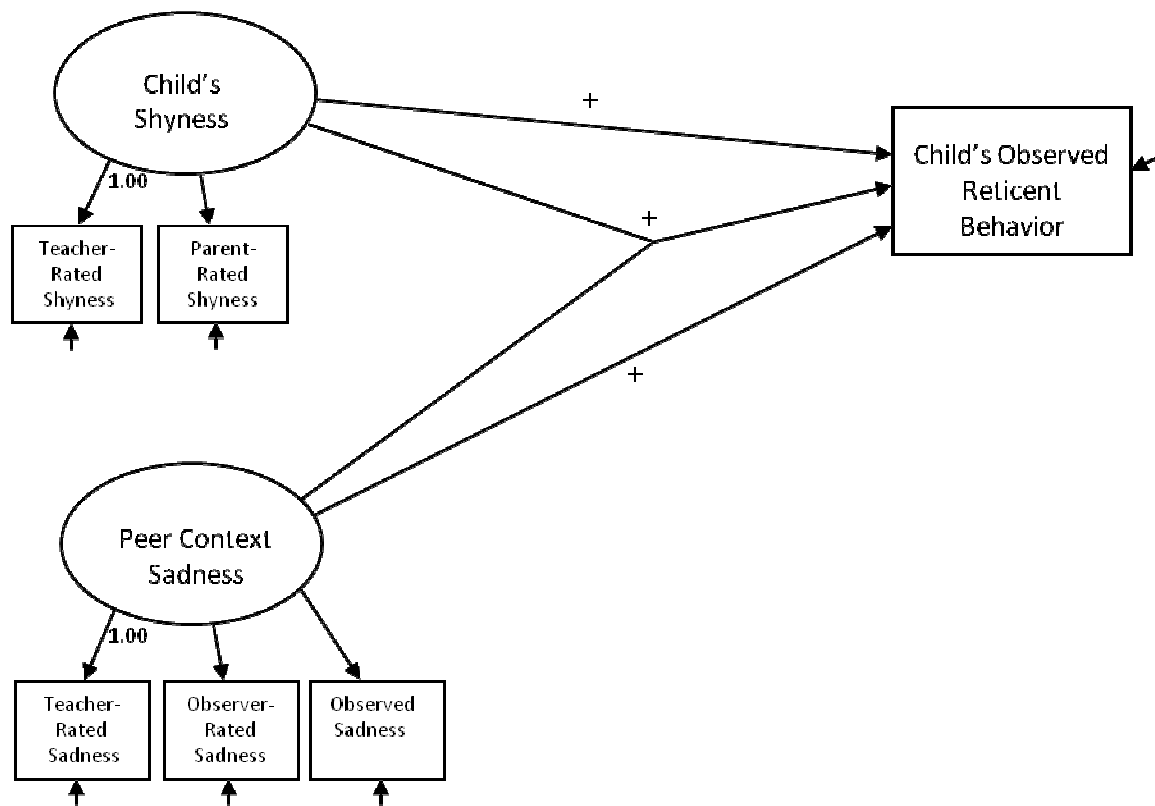 Child's
Shyness
+
Child's Observed
Reticent
Behavior
1.00
+
Teacher-
Rated
Shyness
Parent-
Rated
Shyness
+
Peer Context
Sadness
1.00
Teacher-
Rated
Sadness
Observer-
Rated
Sadness
Observed
Sadness